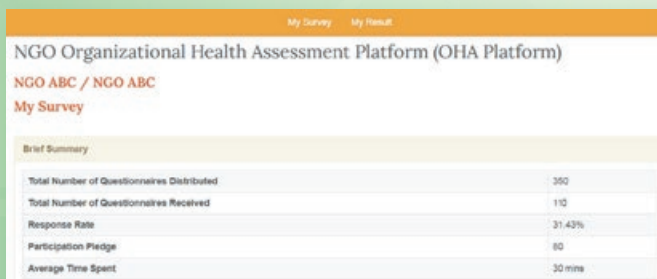 My Survey My Result
NGO Organizational Health Assessment Platform (OHA Platform)
NGO ABC / NGO ABC
My Survey
Brief Summary
Total Number of Questionnaires Distributed 350
Total Number of Questionnaires Received 110
Response Rate 31.43%
Participation Pledge 80
Average Time Spent 30 mins